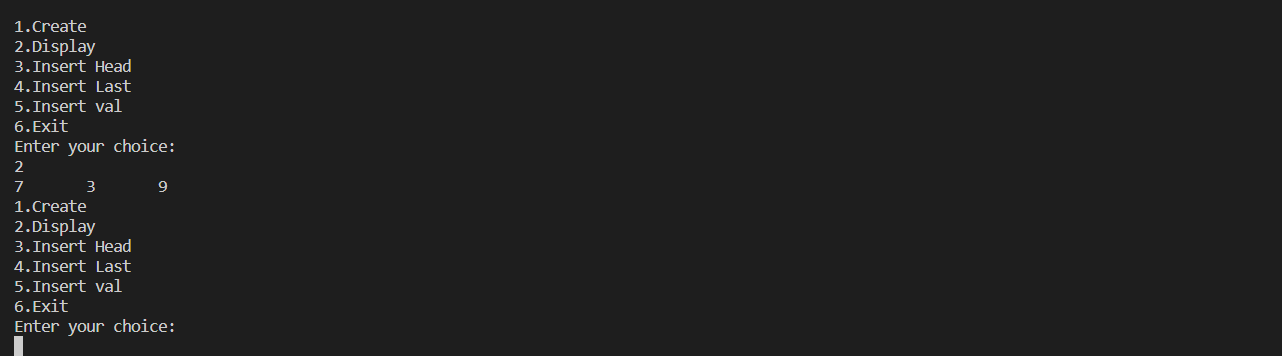 1.Create
2.Display
3.Insert Head
4.Insert Last
5.Insert val
6.Exit
Enter your choice:
2
7       3       9
1.Create
2.Display
3.Insert Head
4.Insert Last
5.Insert val
6.Exit
Enter your choice: